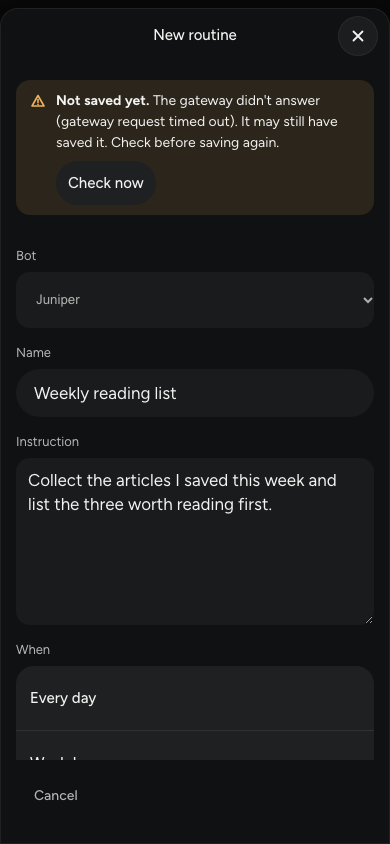 New routine
Not saved yet. The gateway didn't answer
(gateway request timed out). It may still have
saved it. Check before saving again.
Check now
Bot
Juniper
Name
Weekly reading list
Instruction
Collect the articles I saved this week and
list the three worth reading first.
When
Every day
Cancel